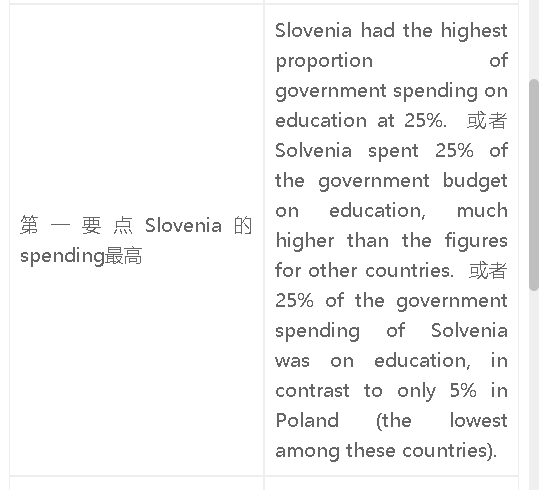 第一要点 Slovenia 的
spending最高
Slovenia had the highest
proportion of
government spending on
education at 25%. 或者
Solvenia spent 25% of
the government budget
on education, much
higher than the figures
for other countries. 或者
25% of the government
spending of Solvenia
was on education, in
contrast to only 5% in
Poland (the lowest
among these countries).